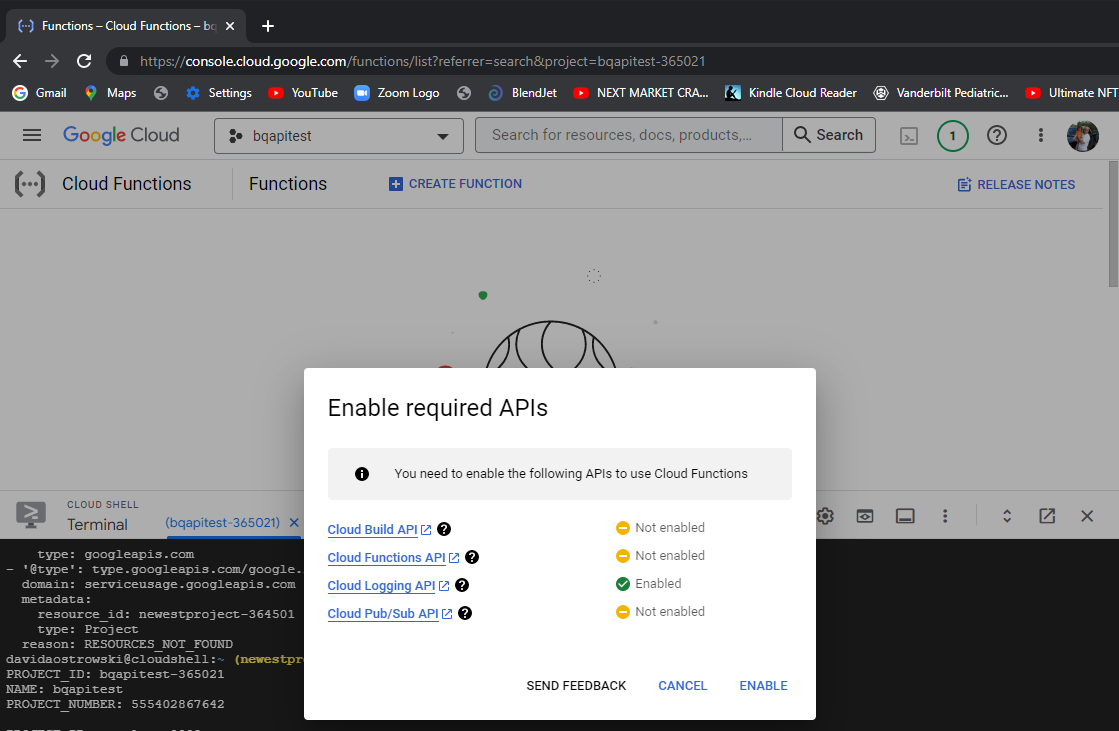 Functions – Cloud Functions – bq
https://console.cloud.google.com/functions/list?referrer=search&project=bqapitest-365021
Gmail Maps Settings YouTube Zoom Logo BlendJet NEXT MARKET CRA... Kindle Cloud Reader Vanderbilt Pediatric... Ultimate NFT
Google Cloud bqapitest Search for resources, docs, products,... Search 1
Cloud Functions Functions CREATE FUNCTION RELEASE NOTES
Enable required APIs
You need to enable the following APIs to use Cloud Functions
Cloud Build API Not enabled
Cloud Functions API Not enabled
Cloud Logging API Enabled
Cloud Pub/Sub API Not enabled
SEND FEEDBACK CANCEL ENABLE
CLOUD SHELL
Terminal (bqapitest-365021)
type: googleapis.com
- '@type': type.googleapis.com/google.
domain: serviceusage.googleapis.com
metadata:
resource_id: newestproject-364501
type: Project
reason: RESOURCES_NOT_FOUND
davidaostrowski@cloudshell:~ (newestpr
PROJECT_ID: bqapitest-365021
NAME: bqapitest
PROJECT_NUMBER: 555402867642